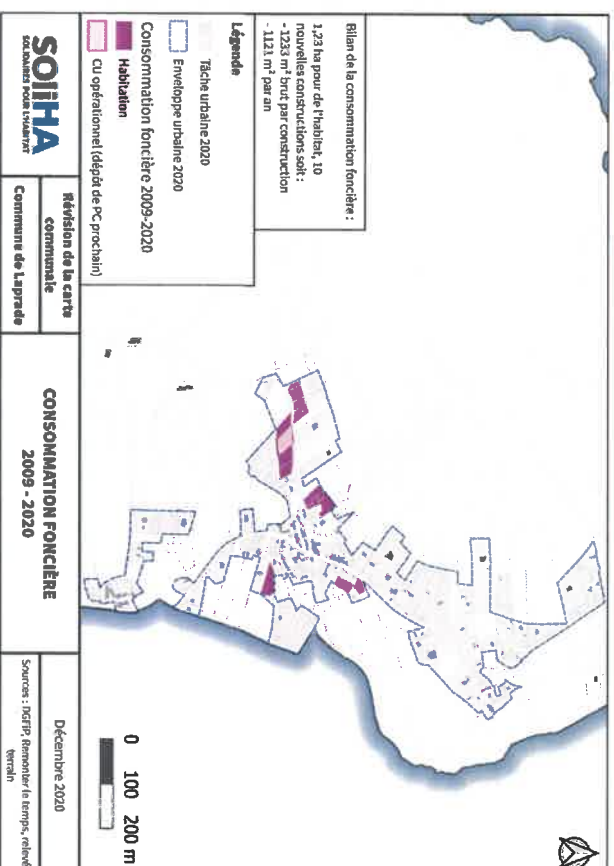 Bilan de la consommation foncière :
1,23 ha pour de l'habitat, 10
nouvelles constructions soit :
- 1233 m² brut par construction
- 1121 m² par an
Légende
Tâche urbaine 2020
Enveloppe urbaine 2020
Consommation foncière 2009-2020
Habitation
CU opérationnel (dépôt de PC prochain)
0 100 200 m
SOLIHA
SOLIDAIRES POUR L'HABITAT
Révision de la carte
communale
Commune de Laprade
CONSOMMATION FONCIÈRE
2009 - 2020
Décembre 2020
Sources : DGFiP, Remonter le temps, relevé
terrain